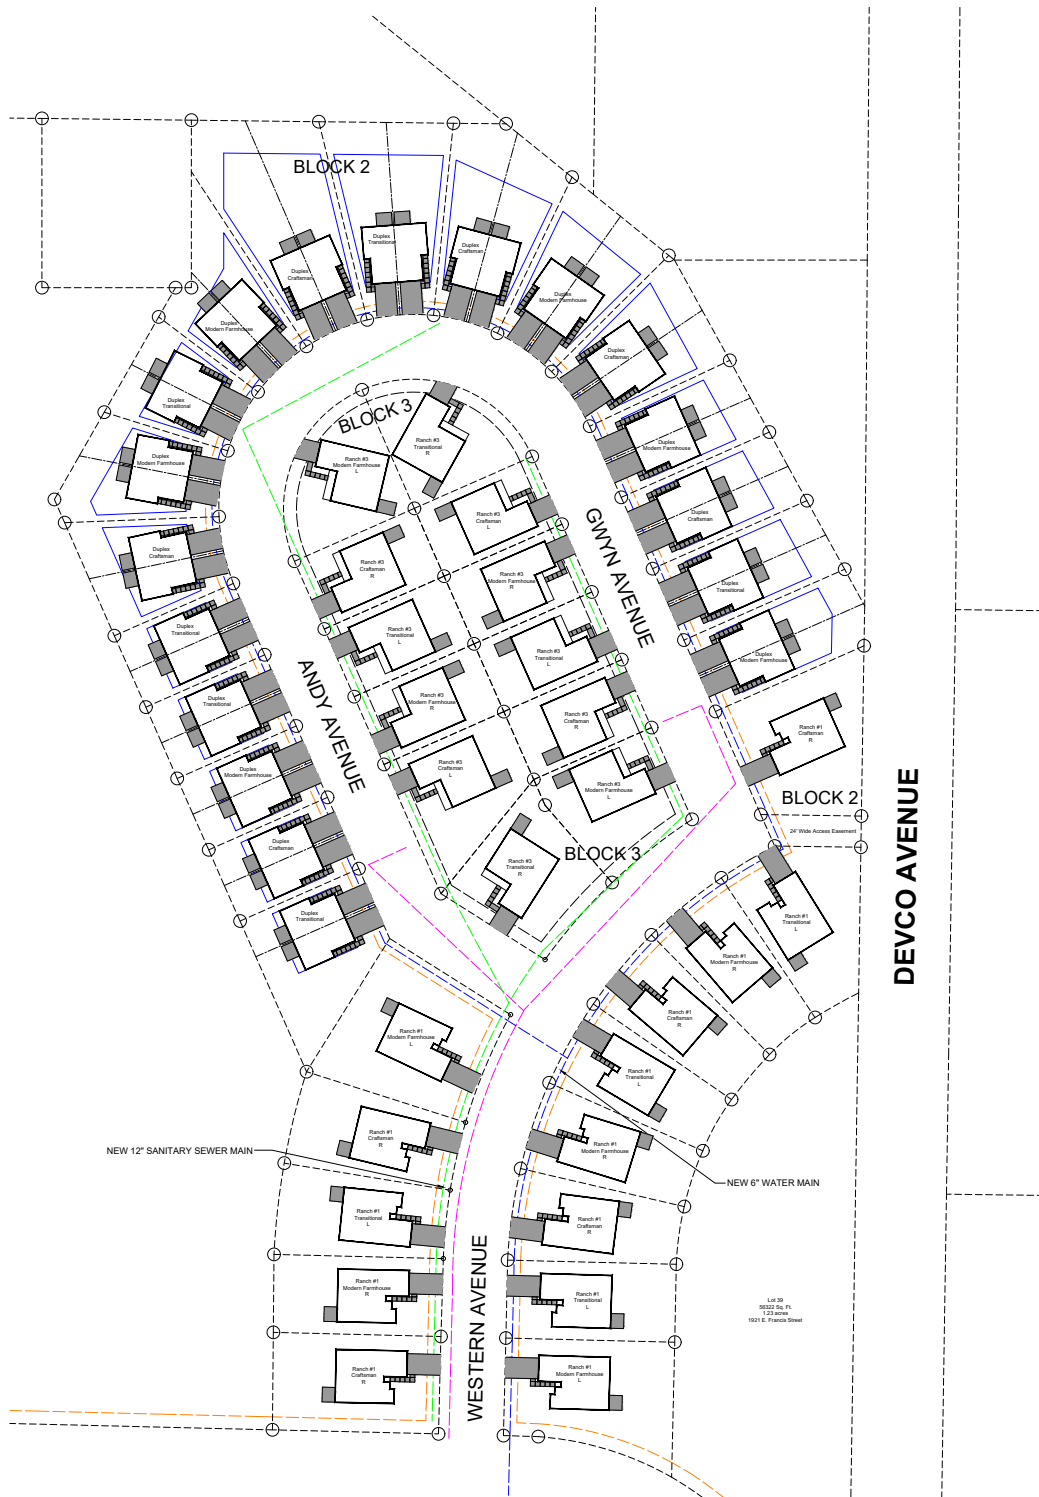 BLOCK 2
Duplex
Transitional
Duplex
Craftsman
Duplex
Craftsman
Duplex
Modern Farmhouse
Duplex
Modern Farmhouse
Duplex
Craftsman
Duplex
Transitional
BLOCK 3
Ranch #3
Transitional
R
Duplex
Modern Farmhouse
Ranch #3
Modern Farmhouse
L
Duplex
Modern Farmhouse
Ranch #3
Craftsman
L
Duplex
Craftsman
GWYN AVENUE
Duplex
Craftsman
Ranch #3
Craftsman
R
Ranch #3
Modern Farmhouse
R
Duplex
Transitional
Duplex
Transitional
Ranch #3
Transitional
L
Ranch #3
Transitional
L
Duplex
Modern Farmhouse
ANDY AVENUE
Duplex
Transitional
Ranch #3
Modern Farmhouse
R
Ranch #3
Craftsman
R
Ranch #1
Craftsman
R
Duplex
Modern Farmhouse
Ranch #3
Craftsman
L
Ranch #3
Modern Farmhouse
L
BLOCK 2
24' Wide Access Easement
DEVCO AVENUE
Duplex
Craftsman
BLOCK 3
Ranch #3
Transitional
R
Duplex
Transitional
Ranch #1
Transitional
L
Ranch #1
Modern Farmhouse
R
Ranch #1
Craftsman
R
Ranch #1
Modern Farmhouse
L
Ranch #1
Transitional
L
Ranch #1
Craftsman
R
Ranch #1
Modern Farmhouse
R
NEW 12" SANITARY SEWER MAIN
NEW 6" WATER MAIN
Ranch #1
Transitional
L
Ranch #1
Craftsman
R
WESTERN AVENUE
Ranch #1
Modern Farmhouse
R
Ranch #1
Transitional
L
Lot 39
56322 Sq. Ft.
1.23 acres
1921 E. Francis Street
Ranch #1
Craftsman
R
Ranch #1
Modern Farmhouse
L